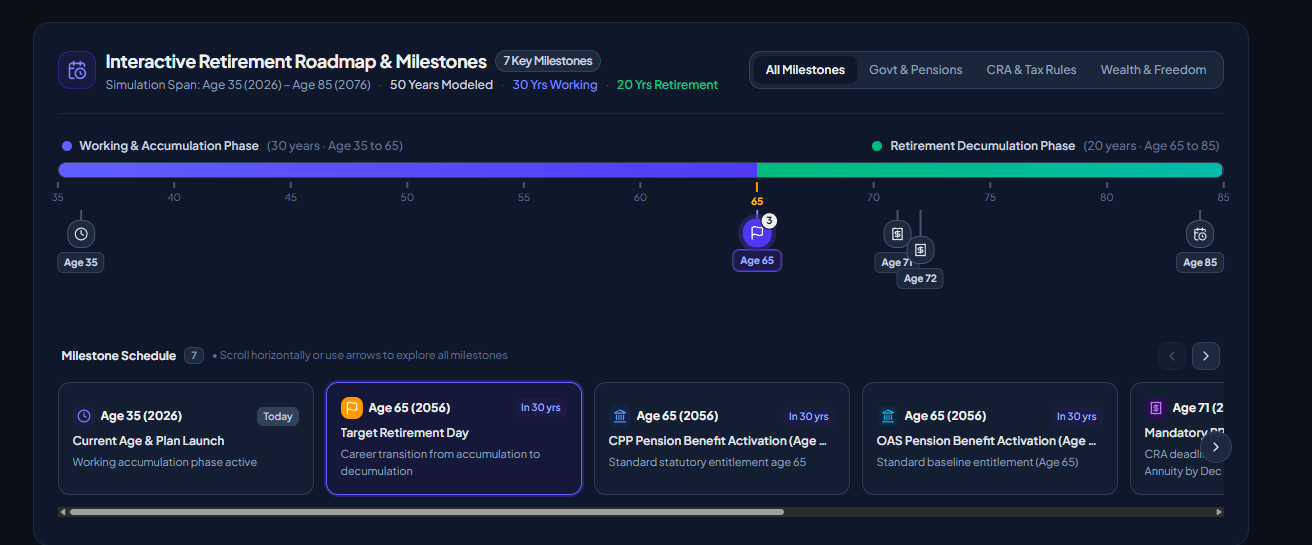 Interactive Retirement Roadmap & Milestones 7 Key Milestones
Simulation Span: Age 35 (2026) – Age 85 (2076) · 50 Years Modeled · 30 Yrs Working · 20 Yrs Retirement
All Milestones Govt & Pensions CRA & Tax Rules Wealth & Freedom
Working & Accumulation Phase (30 years · Age 35 to 65)
Retirement Decumulation Phase (20 years · Age 65 to 85)
35 40 45 50 55 60 65 70 75 80 85
3
Age 35 Age 65 Age 71 Age 85
Age 72
Milestone Schedule 7 • Scroll horizontally or use arrows to explore all milestones
Age 35 (2026) Today
Current Age & Plan Launch
Working accumulation phase active
Age 65 (2056) In 30 yrs
Target Retirement Day
Career transition from accumulation to
decumulation
Age 65 (2056) In 30 yrs
CPP Pension Benefit Activation (Age ...
Standard statutory entitlement age 65
Age 65 (2056) In 30 yrs
OAS Pension Benefit Activation (Age ...
Standard baseline entitlement (Age 65)
Age 71 (2
Mandatory
CRA
Annuity by Dec